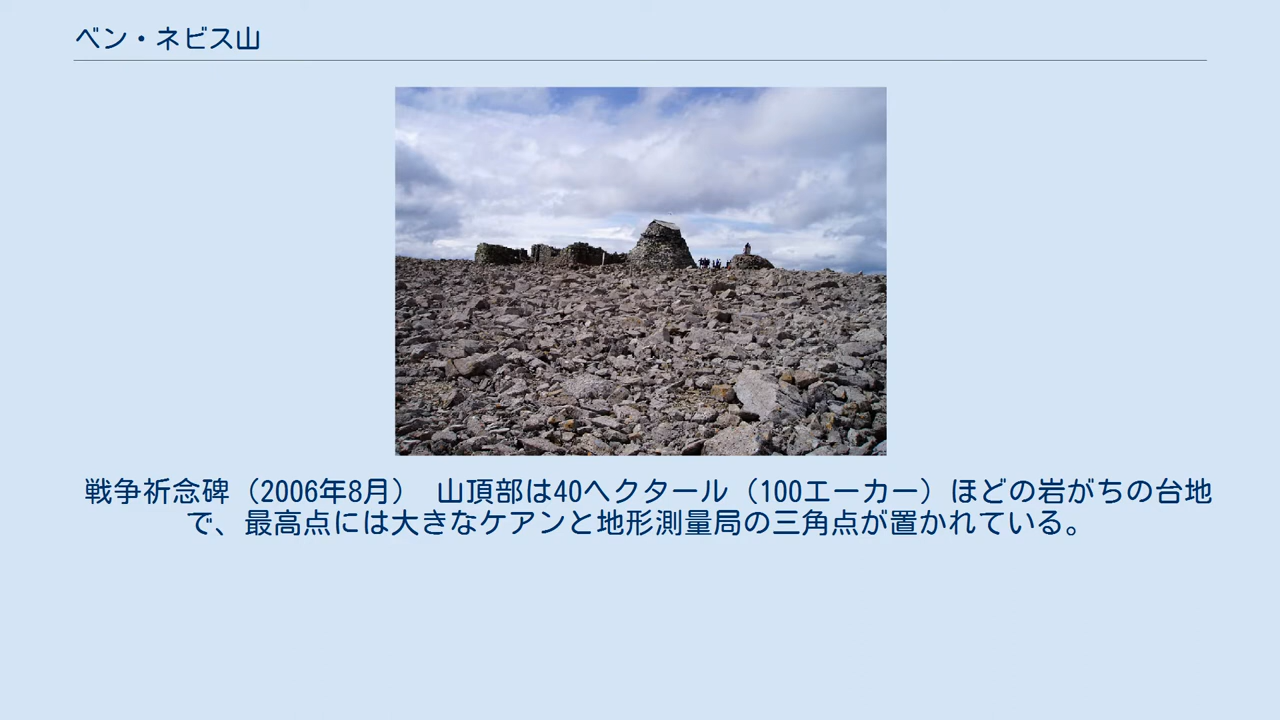 ベン・ネビス山
戦争祈念碑（2006年8月）　山頂部は40ヘクタール（100エーカー）ほどの岩がちの台地
で、最高点には大きなケアンと地形測量局の三角点が置かれている。